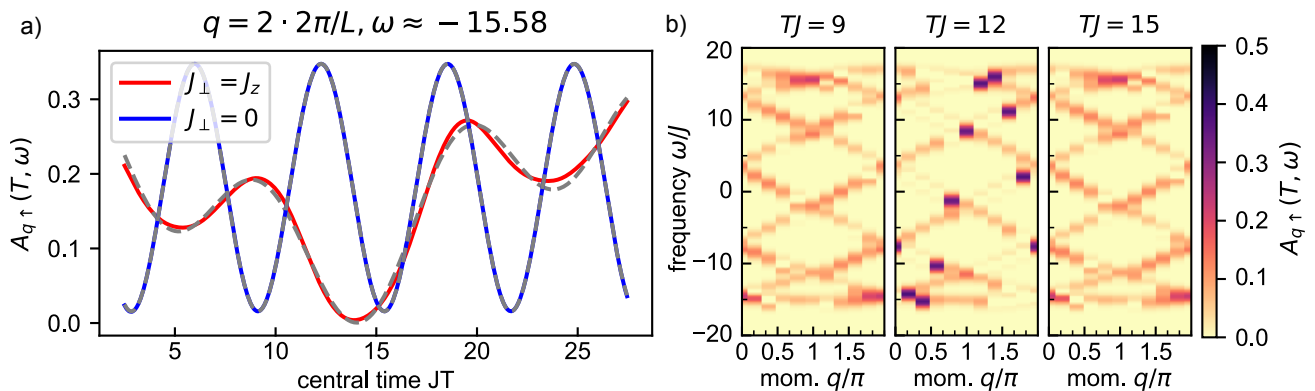 a)
q = 2 · 2π/L, ω ≈ −15.58
J⊥ = Jz
J⊥ = 0
A_{q↑}(T, ω)
0.3
0.2
0.1
0.0
5
10
15
20
25
central time JT
b)
TJ = 9
TJ = 12
TJ = 15
frequency ω/J
20
10
0
−10
−20
0 0.5 1 1.5
0 0.5 1 1.5
0 0.5 1 1.5
mom. q/π
mom. q/π
mom. q/π
0.5
0.4
0.3
0.2
0.1
0.0
A_{q↑}(T, ω)